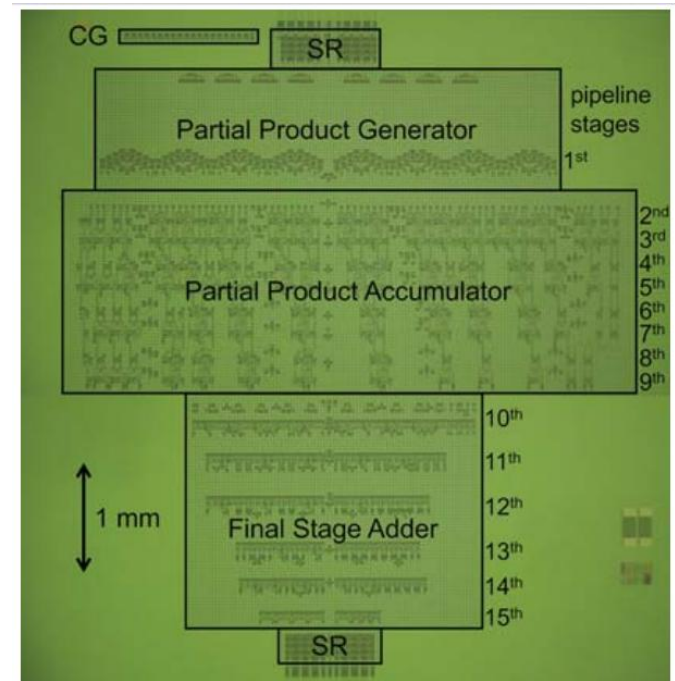 CG
SR
Partial Product Generator
pipeline
stages
1st
Partial Product Accumulator
2nd
3rd
4th
5th
6th
7th
8th
9th
10th
11th
12th
13th
14th
15th
1 mm
Final Stage Adder
SR